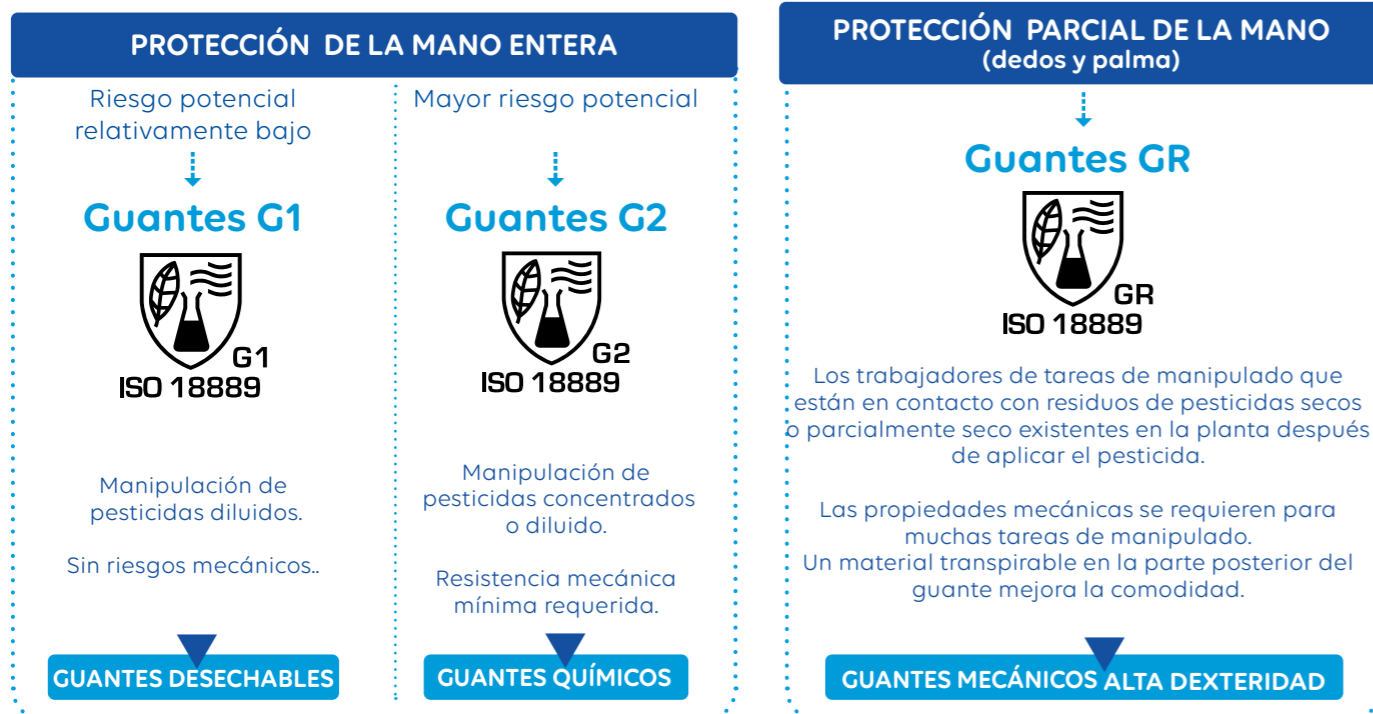 PROTECCIÓN DE LA MANO ENTERA
Riesgo potencial
relativamente bajo
Guantes G1
G1
ISO 18889
Manipulación de
pesticidas diluidos.
Sin riesgos mecánicos..
GUANTES DESECHABLES
Mayor riesgo potencial
Guantes G2
G2
ISO 18889
Manipulación de
pesticidas concentrados
o diluido.
Resistencia mecánica
mínima requerida.
GUANTES QUÍMICOS
PROTECCIÓN PARCIAL DE LA MANO
(dedos y palma)
Guantes GR
GR
ISO 18889
Los trabajadores de tareas de manipulado que
están en contacto con residuos de pesticidas secos
o parcialmente seco existentes en la planta después
de aplicar el pesticida.
Las propiedades mecánicas se requieren para
muchas tareas de manipulado.
Un material transpirable en la parte posterior del
guante mejora la comodidad.
GUANTES MECÁNICOS ALTA DEXTERIDAD